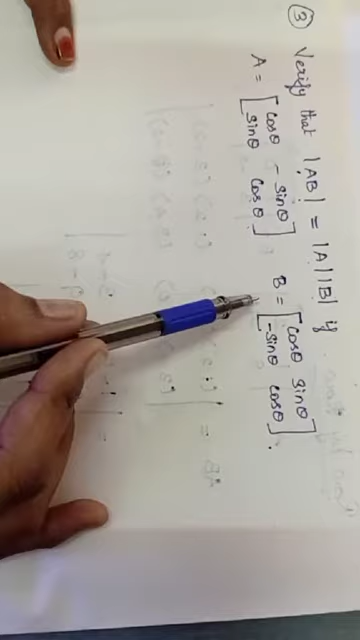 ③ Verify that |AB| = |A||B| if
A = [cosθ -sinθ
sinθ cosθ] B = [cosθ sinθ
-sinθ cosθ].